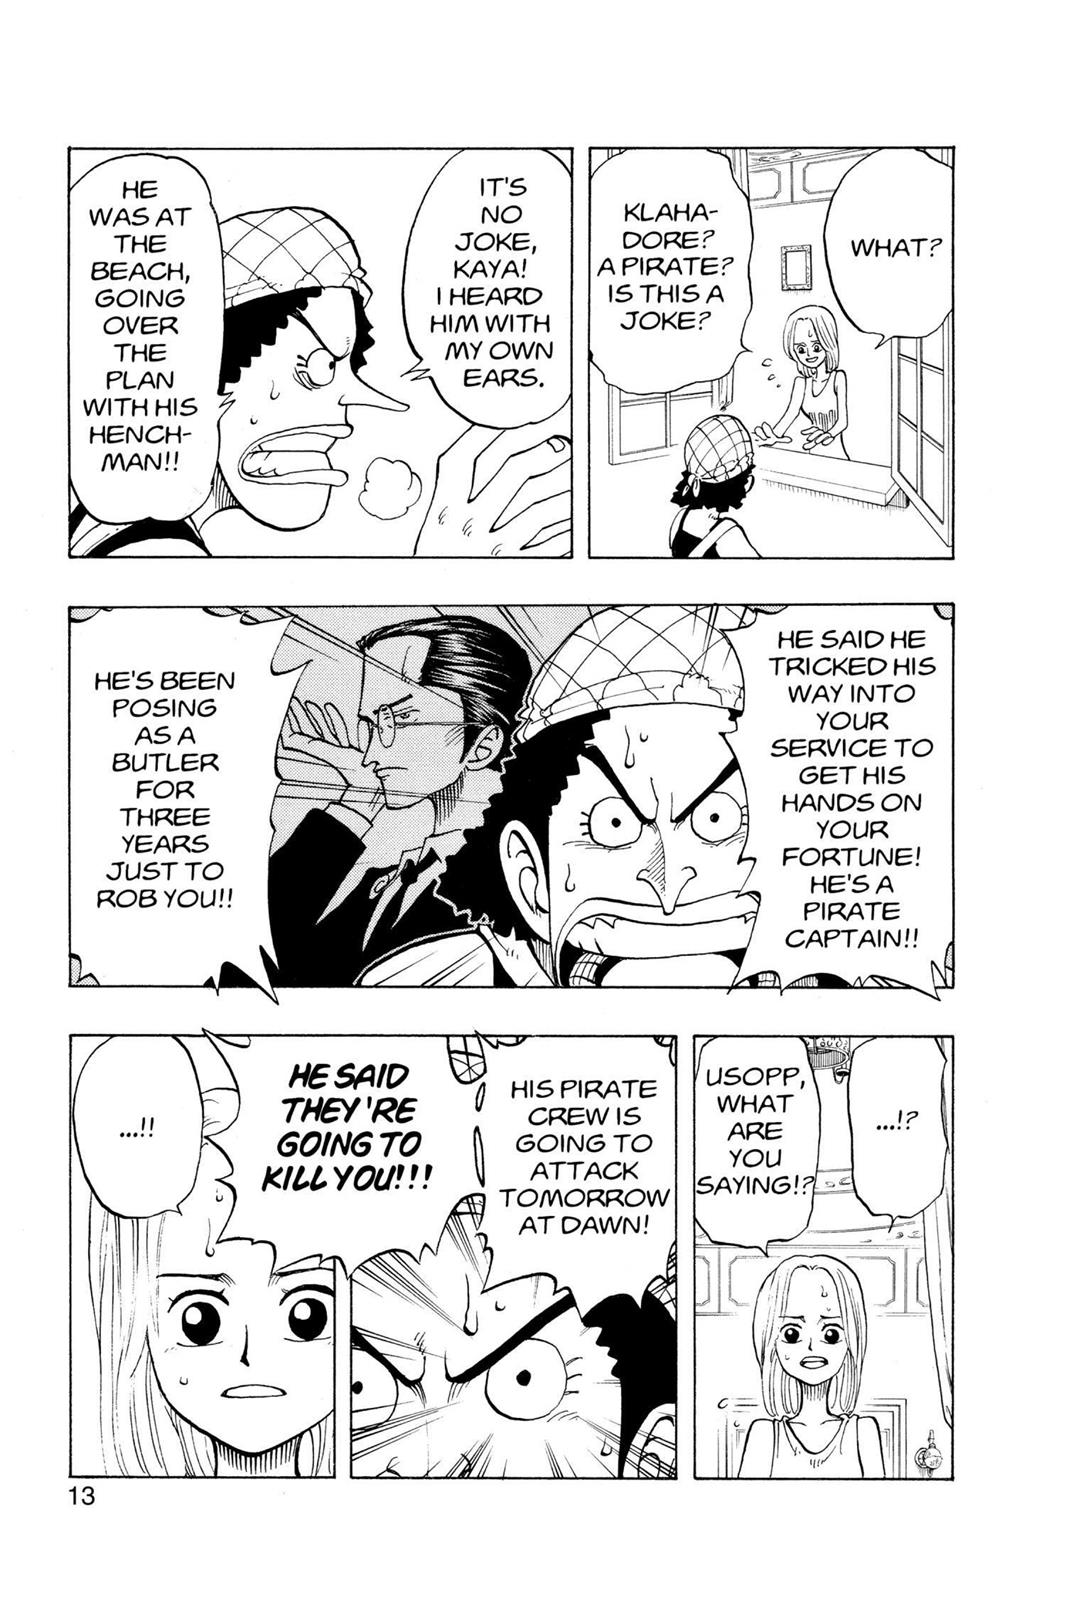 WHAT?
KLAHA-
DORE?
A PIRATE?
IS THIS A
JOKE?
IT'S
NO
JOKE,
KAYA!
I HEARD
HIM WITH
MY OWN
EARS.
HE
WAS AT
THE
BEACH,
GOING
OVER
THE
PLAN
WITH HIS
HENCH-
MAN!!
HE SAID HE
TRICKED HIS
WAY INTO
YOUR
SERVICE TO
GET HIS
HANDS ON
YOUR
FORTUNE!
HE'S A
PIRATE
CAPTAIN!!
HE'S BEEN
POSING
AS A
BUTLER
FOR
THREE
YEARS
JUST TO
ROB YOU!!
...!?
USOPP,
WHAT
ARE
YOU
SAYING!?
HIS PIRATE
CREW IS
GOING TO
ATTACK
TOMORROW
AT DAWN!
HE SAID
THEY'RE
GOING TO
KILL YOU!!!
...!!
13